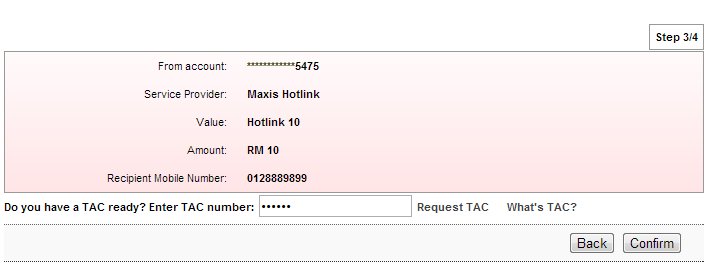 Step 3/4
From account: ************5475
Service Provider: Maxis Hotlink
Value: Hotlink 10
Amount: RM 10
Recipient Mobile Number: 0128889899
Do you have a TAC ready? Enter TAC number: •••••• Request TAC What's TAC?
Back Confirm